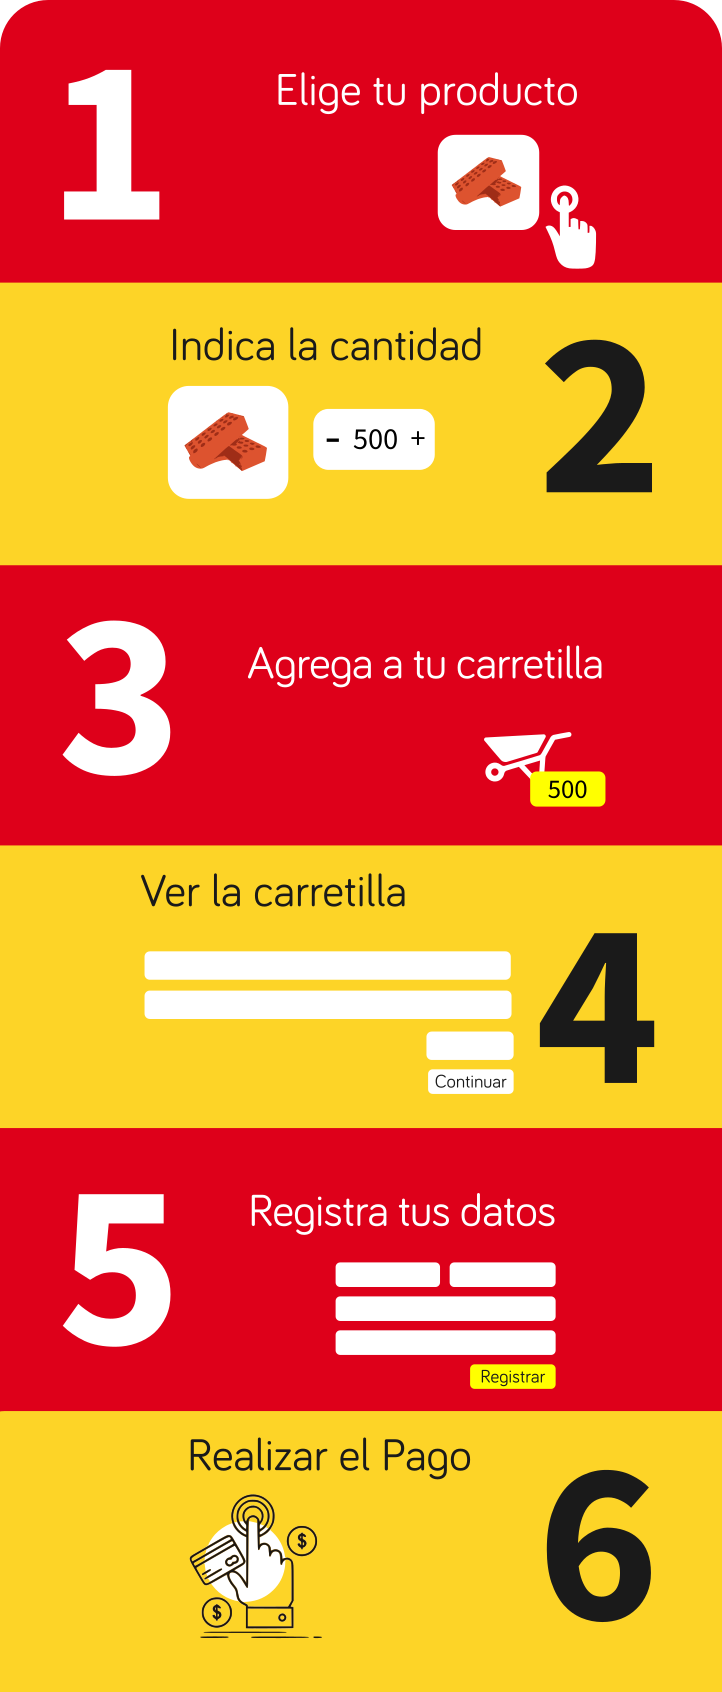 1
Elige tu producto
Indica la cantidad
- 500 +
2
3
Agrega a tu carretilla
500
Ver la carretilla
4
Continuar
5
Registra tus datos
Registrar
Realizar el Pago
6
$
$